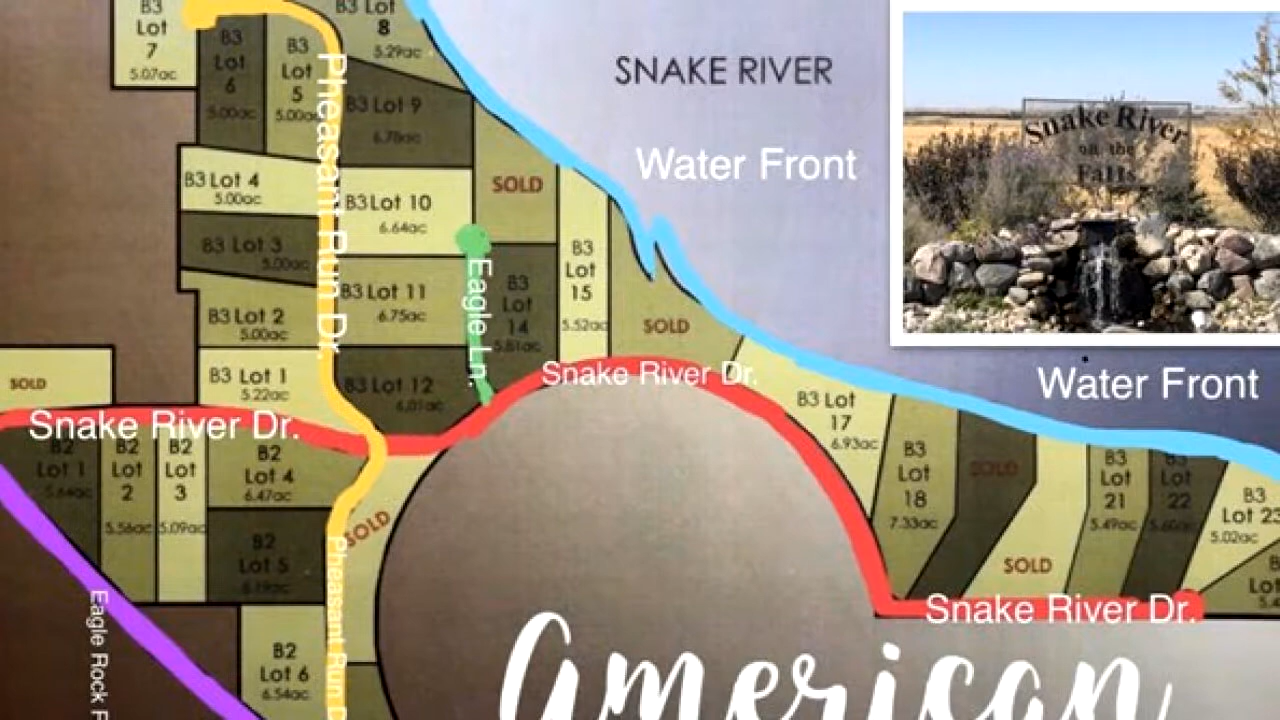 B3
Lot
7
5.07ac
B3
Lot
6
5.00ac
B3
Lot
5
5.00ac
B3 Lot
8
5.29ac
B3 Lot 9
6.78ac
B3 Lot 4
5.00ac
B3 Lot 10
6.64ac
B3 Lot 3
5.00ac
B3 Lot 11
6.75ac
B3 Lot 2
5.00ac
B3 Lot 1
5.22ac
B3 Lot 12
6.01ac
Pheasant Run Dr.
Eagle Ln.
SOLD
B3
Lot
14
5.81ac
B3
Lot
15
5.52ac
SOLD
SNAKE RIVER
Water Front
Snake River
on the
Falls
Water Front
SOLD
Snake River Dr.
Snake River Dr.
B3 Lot
17
6.93ac
B3
Lot
18
7.33ac
SOLD
SOLD
B3
Lot
21
5.49ac
B3
Lot
22
5.60ac
B3
Lot 23
5.02ac
Snake River Dr.
B2
Lot 1
5.64ac
B2
Lot
2
5.56ac
B2
Lot
3
5.09ac
B2
Lot 4
6.47ac
B2
Lot 5
SOLD
B2
Lot 6
6.54ac
Pheasant Run D
Eagle Rock
American